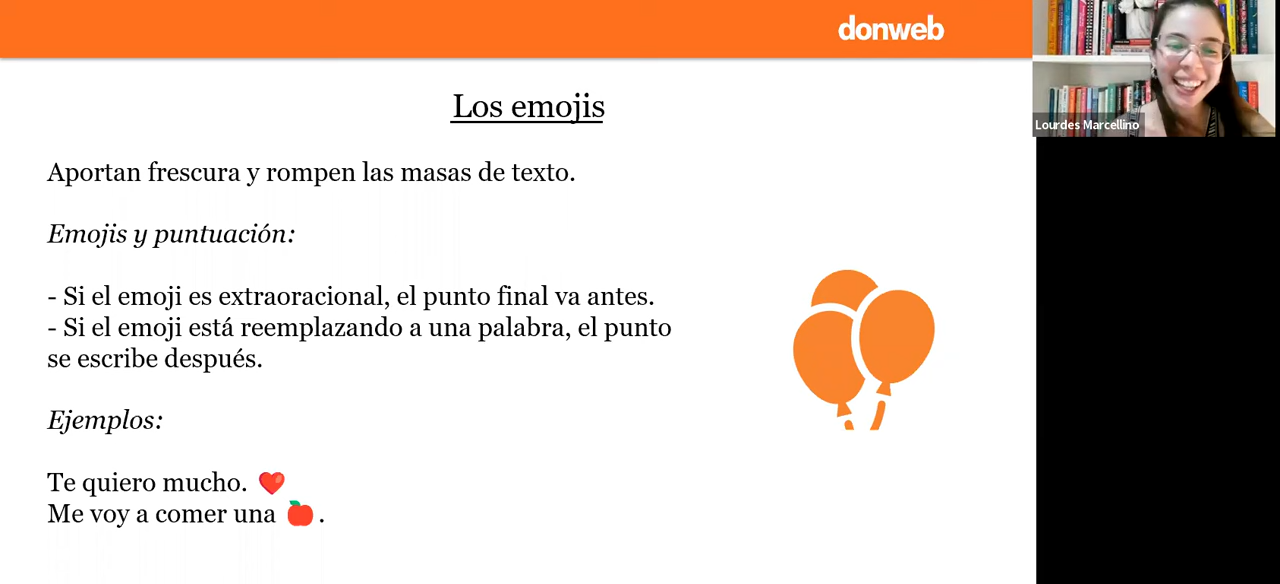 donweb
Lourdes Marcellino
Los emojis
Aportan frescura y rompen las masas de texto.
Emojis y puntuación:
- Si el emoji es extraoracional, el punto final va antes.
- Si el emoji está reemplazando a una palabra, el punto
se escribe después.
Ejemplos:
Te quiero mucho. ❤️
Me voy a comer una 🍎.